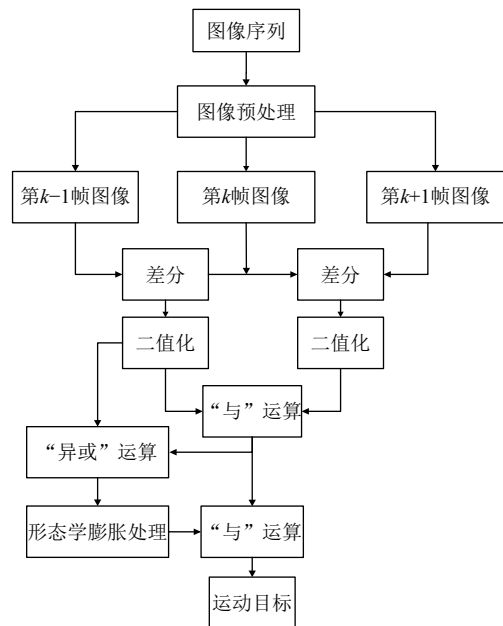 图像序列
图像预处理
第k−1帧图像
第k帧图像
第k+1帧图像
差分
差分
二值化
二值化
“与”运算
“异或”运算
形态学膨胀处理
“与”运算
运动目标